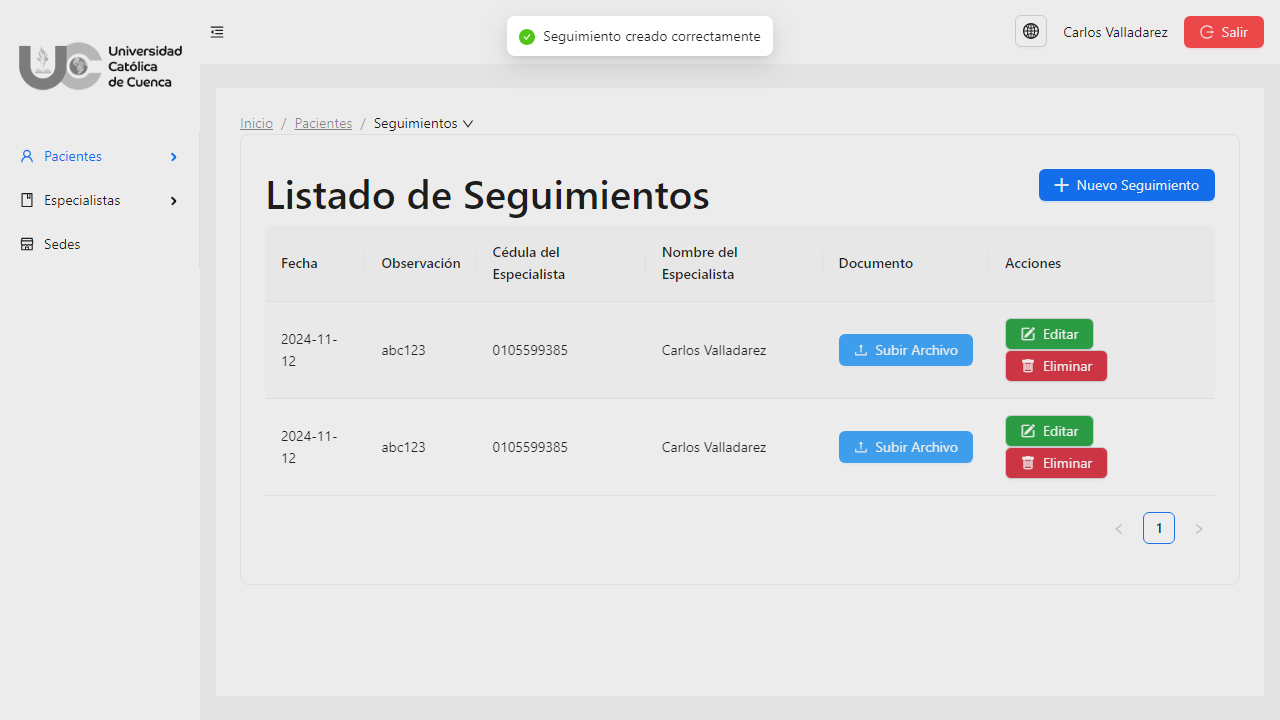 Universidad
Católica
de Cuenca
Seguimiento creado correctamente
Carlos Valladarez
Salir
Pacientes
Especialistas
Sedes
Inicio / Pacientes / Seguimientos
Listado de Seguimientos
Nuevo Seguimiento
Fecha
Observación
Cédula del
Especialista
Nombre del
Especialista
Documento
Acciones
2024-11-
12
abc123
0105599385
Carlos Valladarez
Subir Archivo
Editar
Eliminar
2024-11-
12
abc123
0105599385
Carlos Valladarez
Subir Archivo
Editar
Eliminar
< 1 >